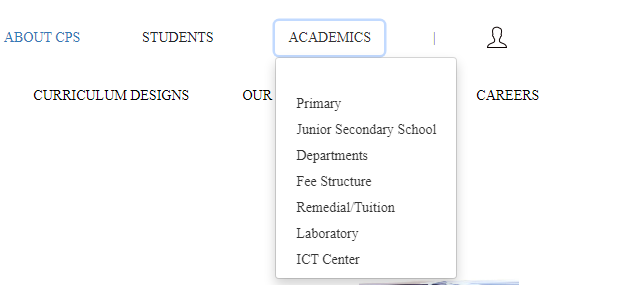 ABOUT CPS STUDENTS ACADEMICS |
CURRICULUM DESIGNS OUR CAREERS
Primary
Junior Secondary School
Departments
Fee Structure
Remedial/Tuition
Laboratory
ICT Center